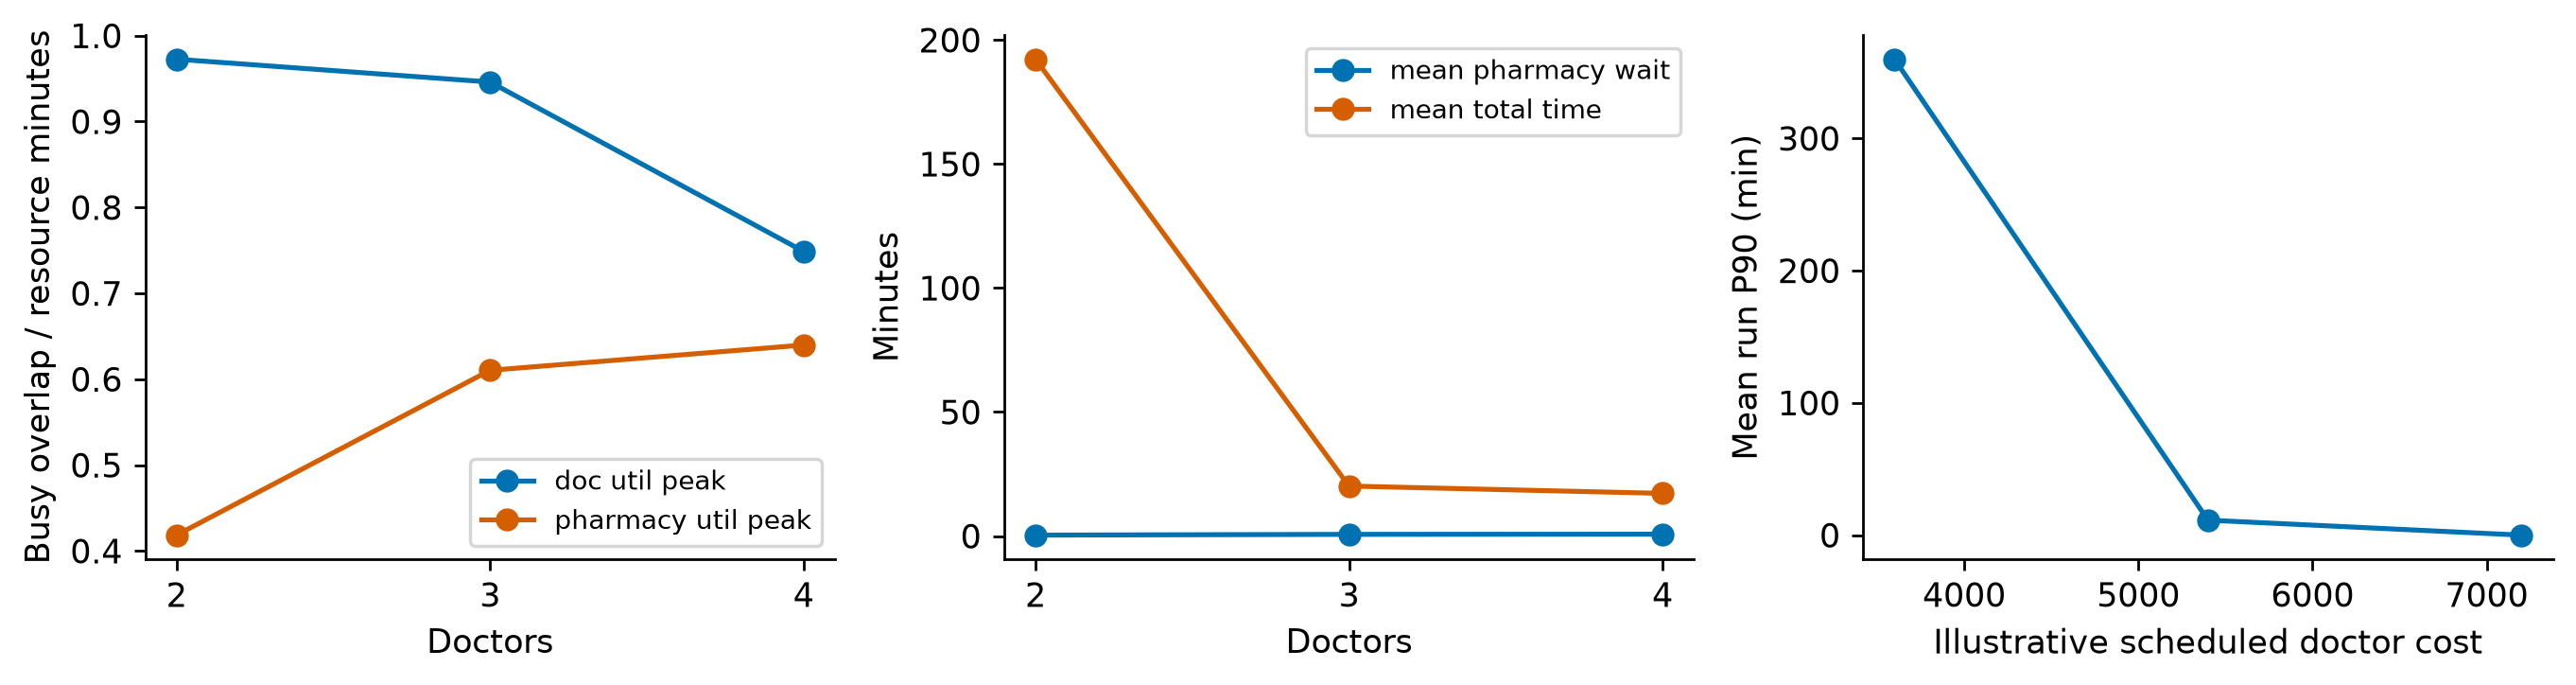 Busy overlap / resource minutes
1.0
0.9
0.8
0.7
0.6
0.5
0.4
doc util peak
pharmacy util peak
2 3 4
Doctors
Minutes
200
150
100
50
0
mean pharmacy wait
mean total time
2 3 4
Doctors
Mean run P90 (min)
300
200
100
0
4000 5000 6000 7000
Illustrative scheduled doctor cost